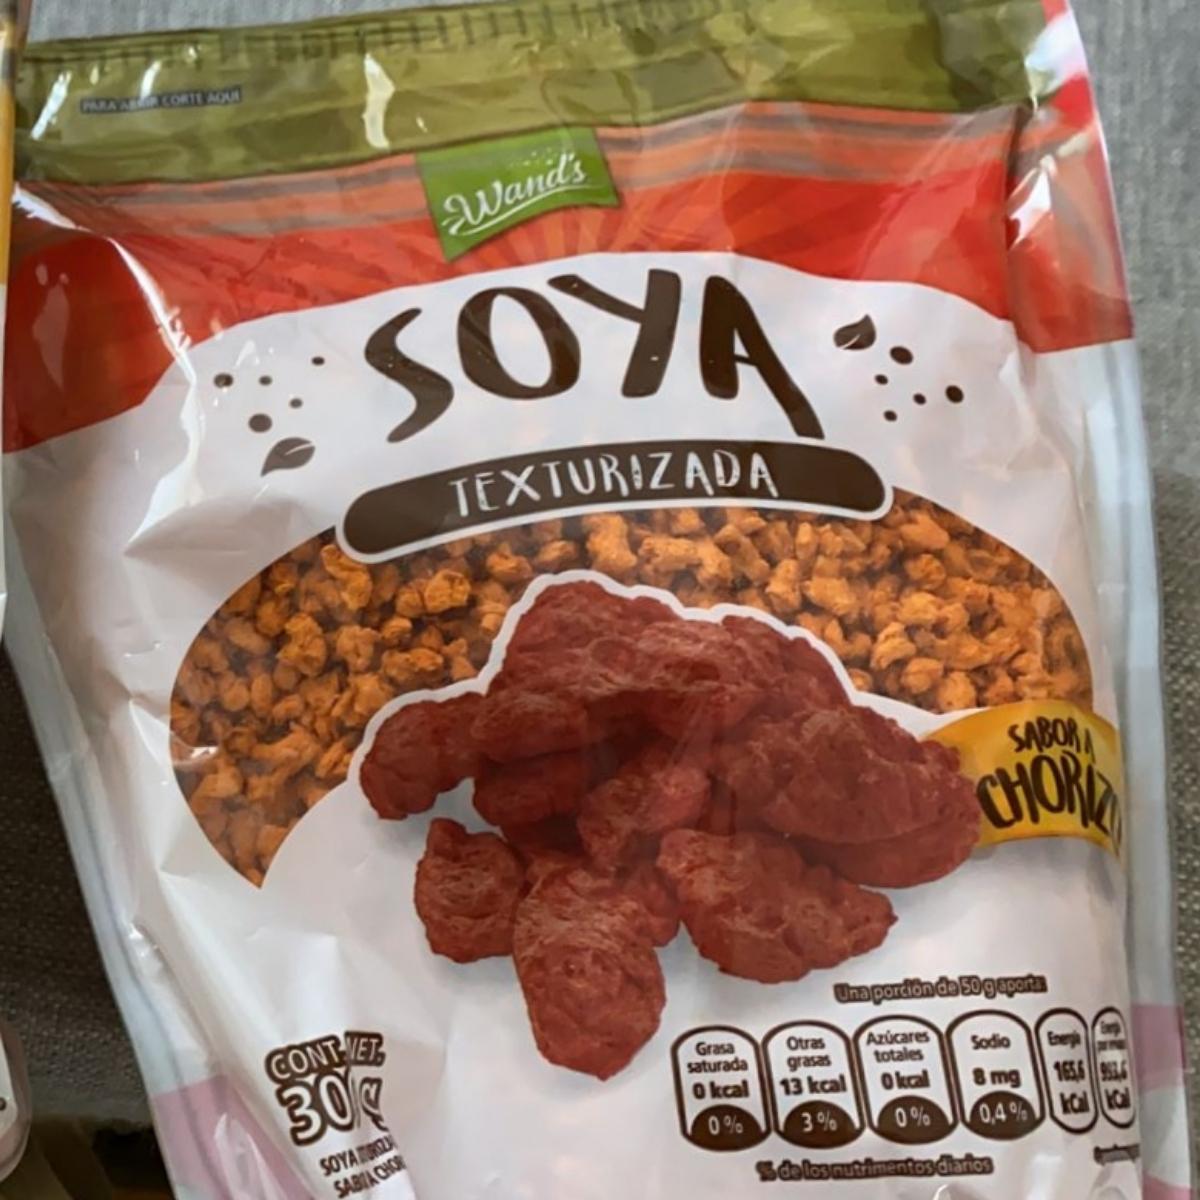 PARA ABRIR CORTE AQUÍ
Wand's
SOYA
TEXTURIZADA
SABOR A
CHORIZO
Una porción de 50 g aporta:
Grasa saturada 0 kcal 0 %
Otras grasas 13 kcal 3 %
Azúcares totales 0 kcal 0 %
Sodio 8 mg 0,4 %
Energía 165,6 kCal
Energía por envase kCal
% de los nutrimentos diarios
CONT. NET.
SOYA
SABOR A